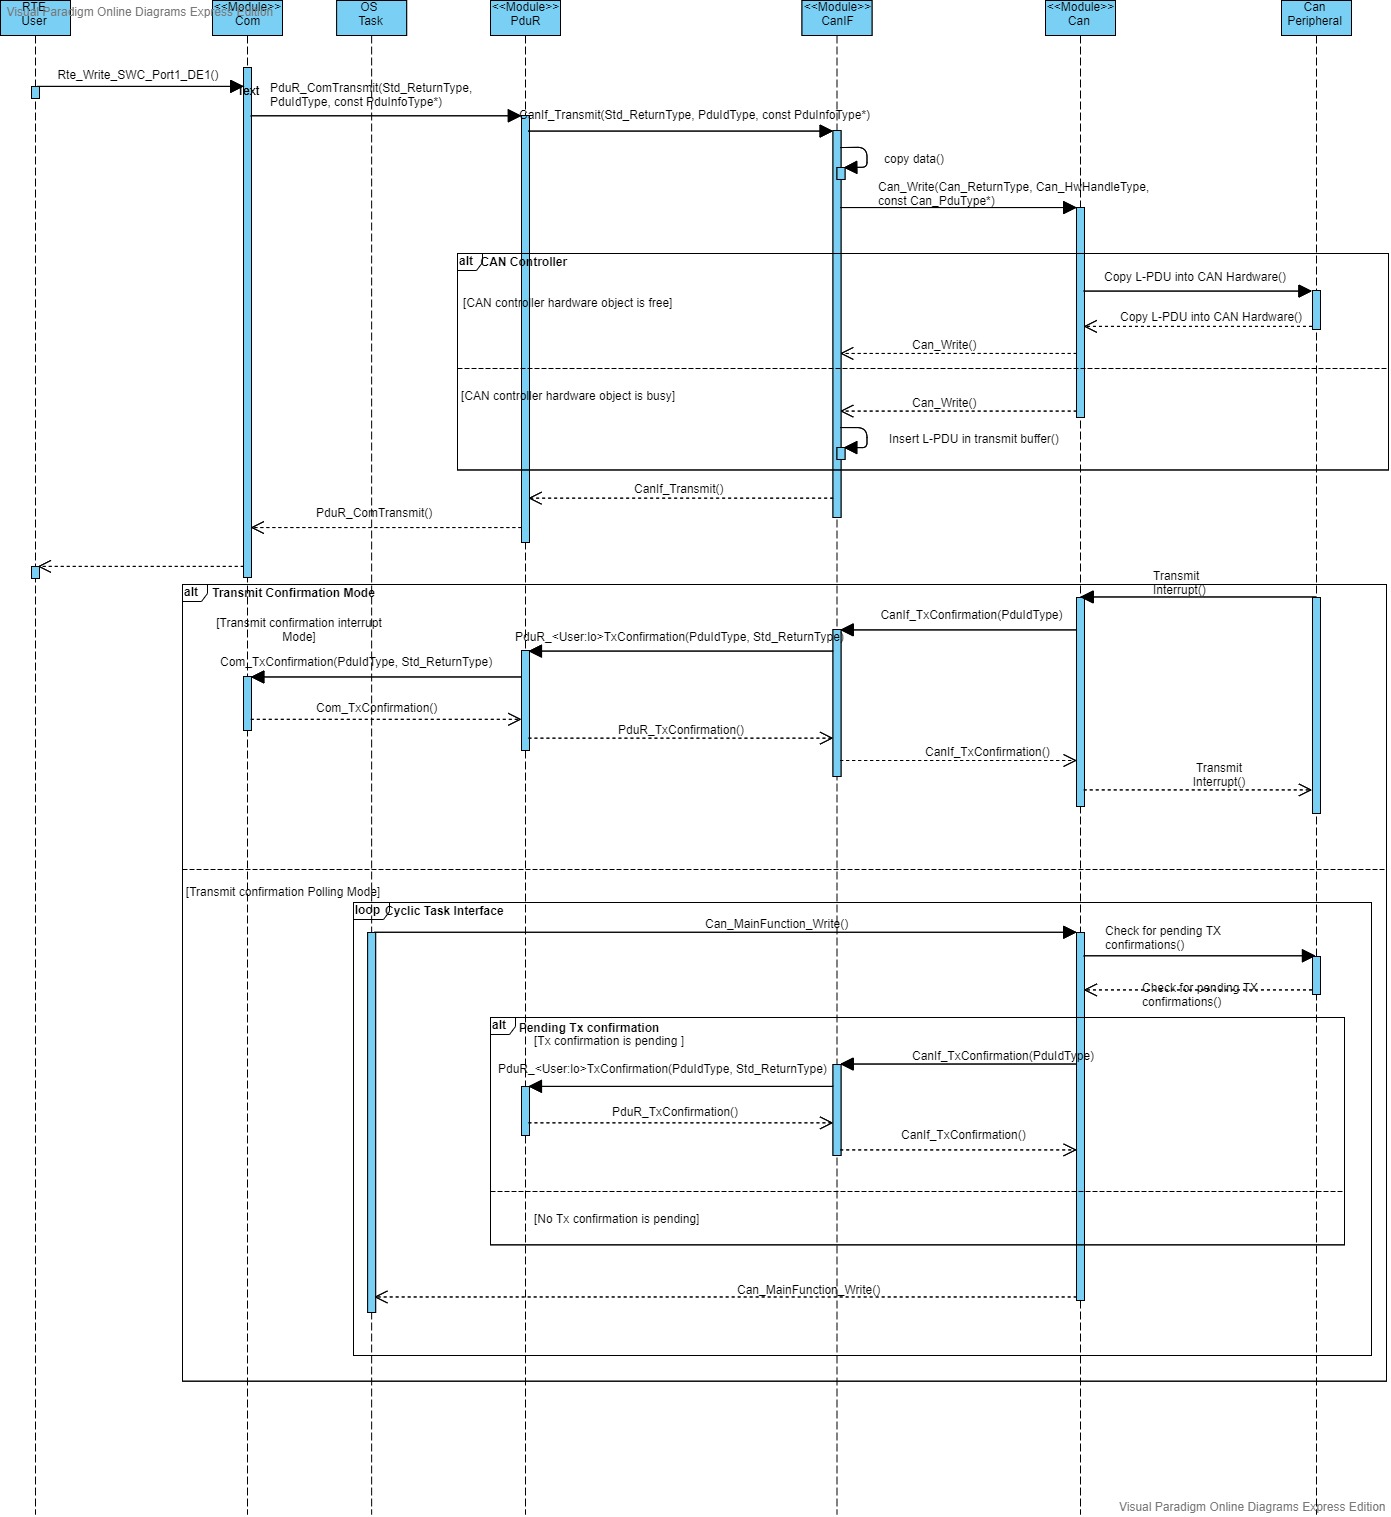 RTE
User
Visual Paradigm Online Diagrams Express Edition
<<Module>>
Com
OS
Task
<<Module>>
PduR
<<Module>>
CanIF
<<Module>>
Can
Can
Peripheral
Rte_Write_SWC_Port1_DE1()
Text
PduR_ComTransmit(Std_ReturnType,
PduIdType, const PduInfoType*)
CanIf_Transmit(Std_ReturnType, PduIdType, const PduInfoType*)
copy data()
Can_Write(Can_ReturnType, Can_HwHandleType,
const Can_PduType*)
alt
CAN Controller
Copy L-PDU into CAN Hardware()
[CAN controller hardware object is free]
Copy L-PDU into CAN Hardware()
Can_Write()
[CAN controller hardware object is busy]
Can_Write()
Insert L-PDU in transmit buffer()
CanIf_Transmit()
PduR_ComTransmit()
alt
Transmit Confirmation Mode
Transmit
Interrupt()
[Transmit confirmation interrupt
Mode]
CanIf_TxConfirmation(PduIdType)
PduR_<User:Io>TxConfirmation(PduIdType, Std_ReturnType)
Com_TxConfirmation(PduIdType, Std_ReturnType)
Com_TxConfirmation()
PduR_TxConfirmation()
CanIf_TxConfirmation()
Transmit
Interrupt()
[Transmit confirmation Polling Mode]
loop
Cyclic Task Interface
Can_MainFunction_Write()
Check for pending TX
confirmations()
Check for pending TX
confirmations()
alt
Pending Tx confirmation
[Tx confirmation is pending ]
CanIf_TxConfirmation(PduIdType)
PduR_<User:Io>TxConfirmation(PduIdType, Std_ReturnType)
PduR_TxConfirmation()
CanIf_TxConfirmation()
[No Tx confirmation is pending]
Can_MainFunction_Write()
Visual Paradigm Online Diagrams Express Edition